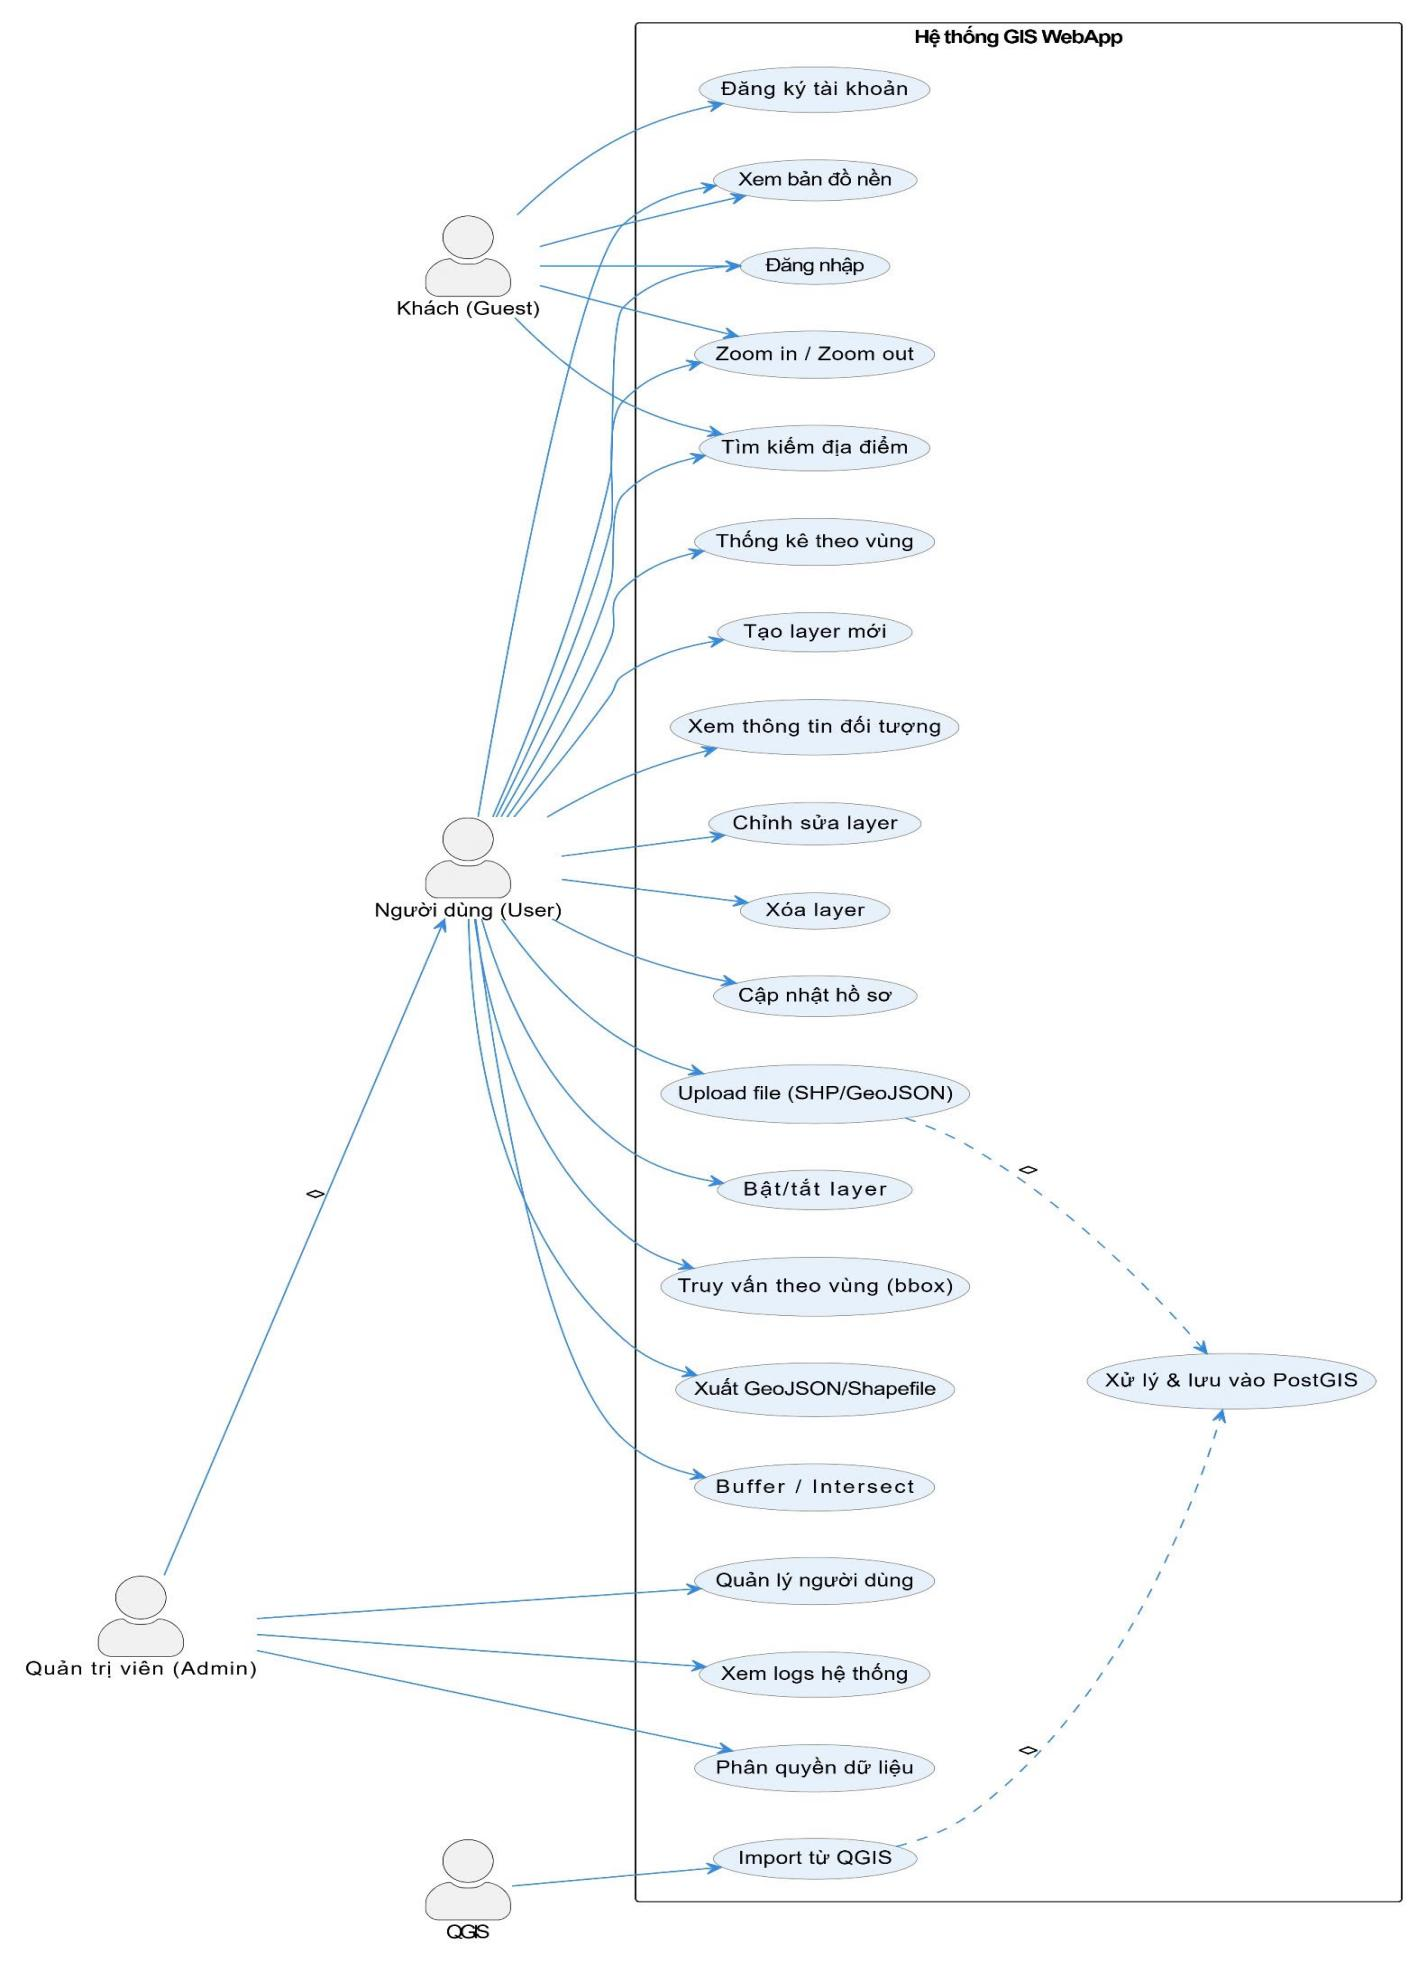 Hệ thống GIS WebApp
Đăng ký tài khoản
Xem bản đồ nền
Đăng nhập
Khách (Guest)
Zoom in / Zoom out
Tìm kiếm địa điểm
Thống kê theo vùng
Tạo layer mới
Xem thông tin đối tượng
Chỉnh sửa layer
Người dùng (User)
Xóa layer
Cập nhật hồ sơ
Upload file (SHP/GeoJSON)
Bật/tắt layer
Truy vấn theo vùng (bbox)
Xử lý & lưu vào PostGIS
Xuất GeoJSON/Shapefile
Buffer / Intersect
Quản lý người dùng
Quản trị viên (Admin)
Xem logs hệ thống
Phân quyền dữ liệu
Import từ QGIS
QGIS